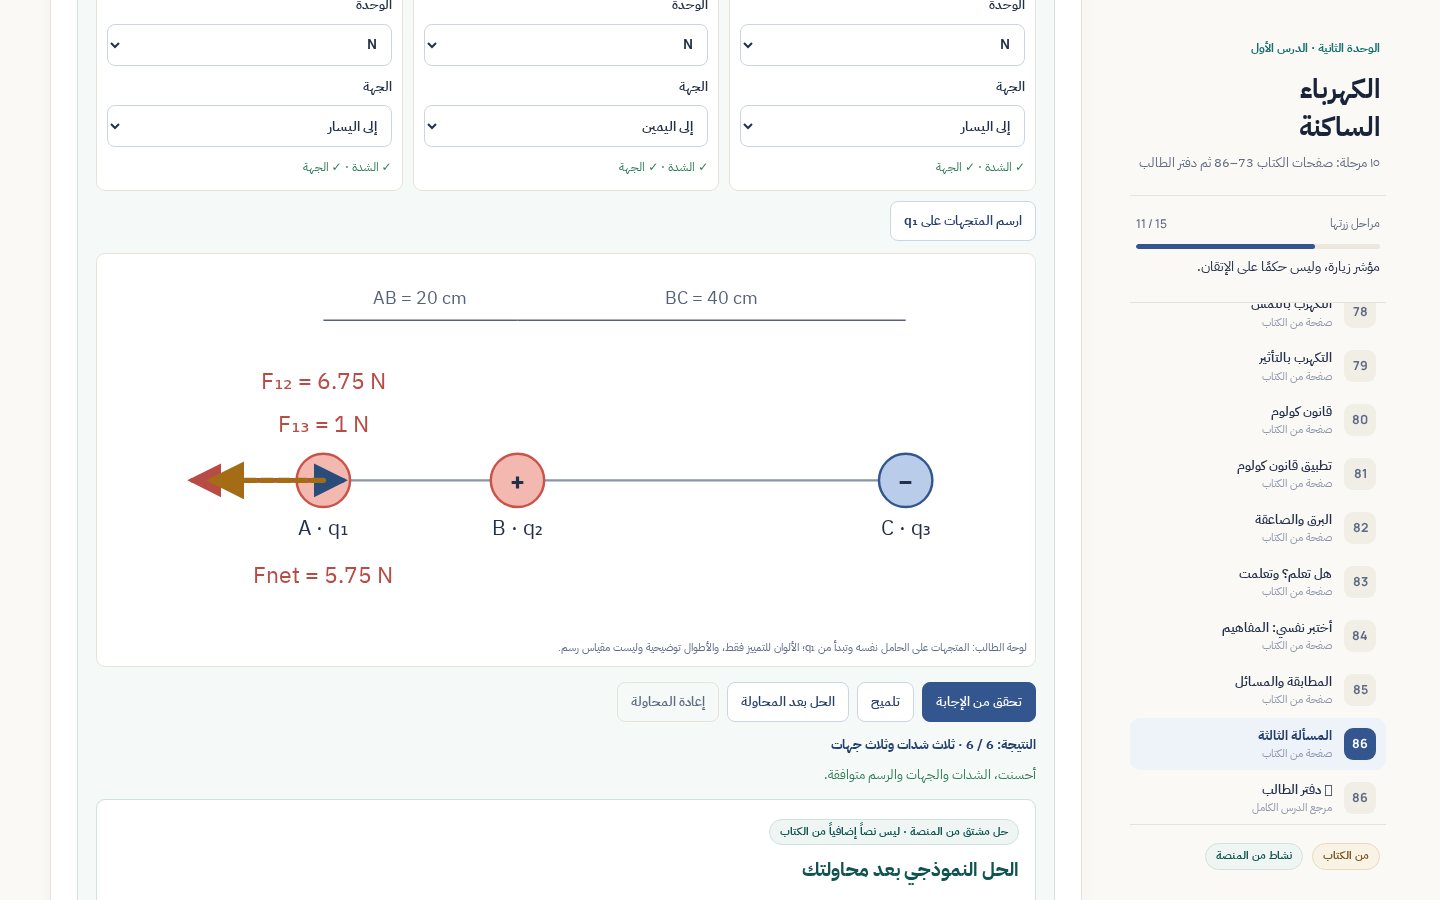 الوحدة الثانية · الدرس الأول
الكهرباء
الساكنة
١٥ مرحلة: صفحات الكتاب 73–86 ثم دفتر الطالب
مراحل زرتها
11 / 15
مؤشر زيارة، وليس حكمًا على الإتقان.
78
التكهرب باللمس
صفحة من الكتاب
79
التكهرب بالتأثير
صفحة من الكتاب
80
قانون كولوم
صفحة من الكتاب
81
تطبيق قانون كولوم
صفحة من الكتاب
82
البرق والصاعقة
صفحة من الكتاب
83
هل تعلم؟ وتعلمت
صفحة من الكتاب
84
أختبر نفسي: المفاهيم
صفحة من الكتاب
85
المطابقة والمسائل
صفحة من الكتاب
86
المسألة الثالثة
صفحة من الكتاب
86
دفتر الطالب
مرجع الدرس الكامل
من الكتاب
نشاط من المنصة
الوحدة
الوحدة
الوحدة
N
N
N
الجهة
الجهة
الجهة
إلى اليسار
إلى اليمين
إلى اليسار
✓ الشدة · ✓ الجهة
✓ الشدة · ✓ الجهة
✓ الشدة · ✓ الجهة
ارسم المتجهات على q₁
AB = 20 cm
BC = 40 cm
F₁₂ = 6.75 N
F₁₃ = 1 N
+
−
A · q₁
B · q₂
C · q₃
Fnet = 5.75 N
لوحة الطالب: المتجهات على الحامل نفسه وتبدأ من q₁؛ الألوان للتمييز فقط، والأطوال توضيحية وليست مقياس رسم.
تحقق من الإجابة
تلميح
الحل بعد المحاولة
إعادة المحاولة
النتيجة: 6 / 6 · ثلاث شدات وثلاث جهات
أحسنت، الشدات والجهات والرسم متوافقة.
حل مشتق من المنصة · ليس نصاً إضافياً من الكتاب
الحل النموذجي بعد محاولتك